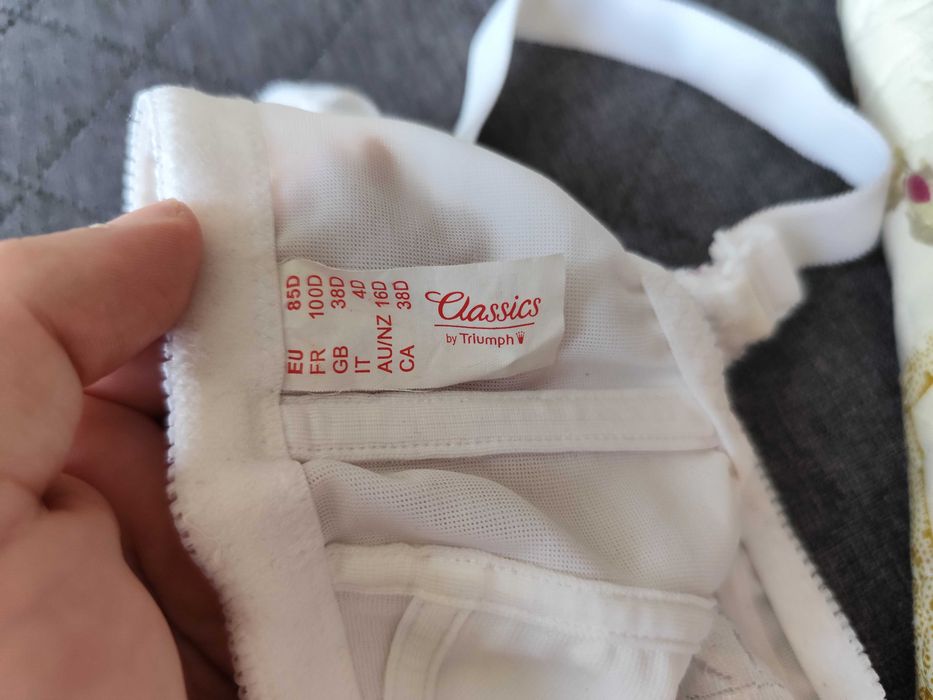 EU 85D
FR 100D
GB 38D
IT 4D
AU/NZ 16D
CA 38D
Classics
by Triumph